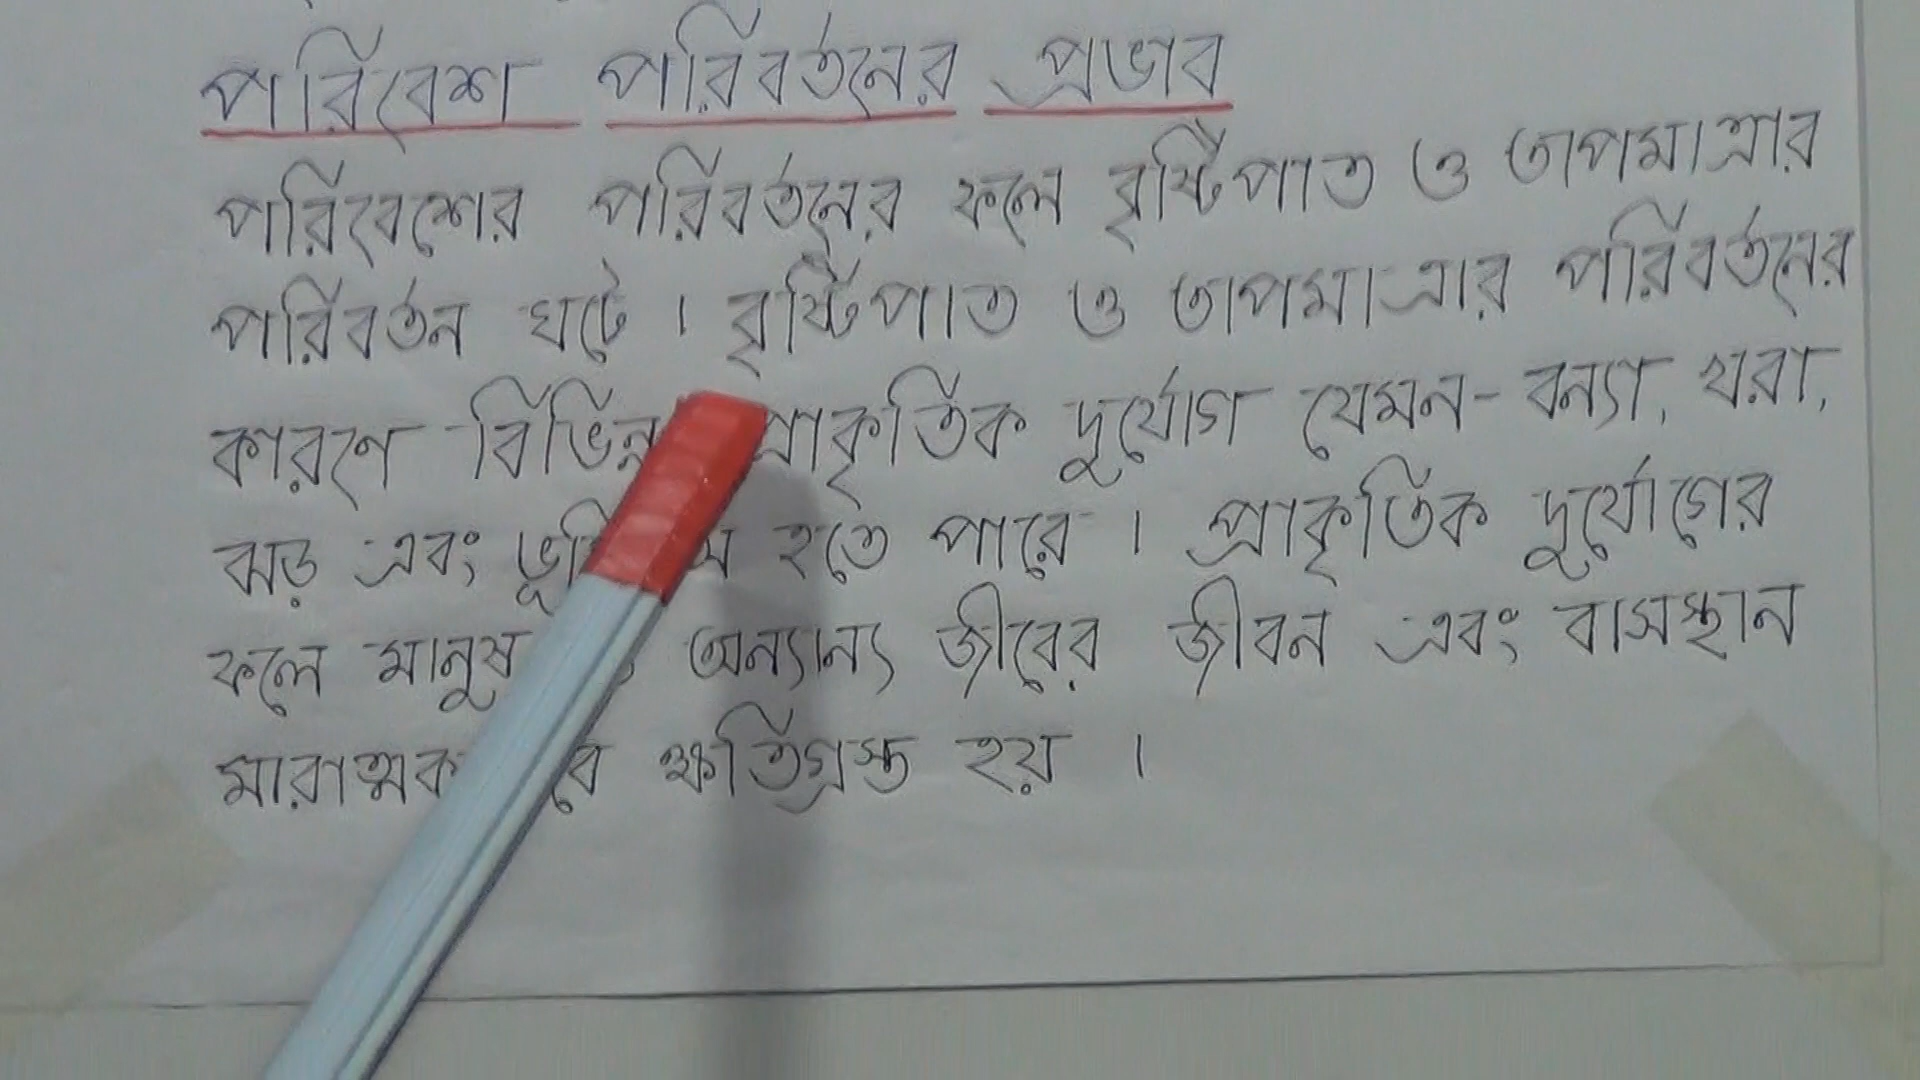 পরিবেশ পরিবর্তনের প্রভাব
পরিবেশের পরিবর্তনের ফলে বৃষ্টিপাত ও তাপমাত্রার
পরিবর্তন ঘটে । বৃষ্টিপাত ও তাপমাত্রার পরিবর্তনের
কারণে বিভিন্ন প্রাকৃতিক দুর্যোগ যেমন - বন্যা, খরা,
ঝড় এবং হতে পারে । প্রাকৃতিক দুর্যোগের
ফলে মানুষ অন্যান্য জীবের জীবন এবং বাসস্থান
ক্ষতিগ্রস্ত হয় ।